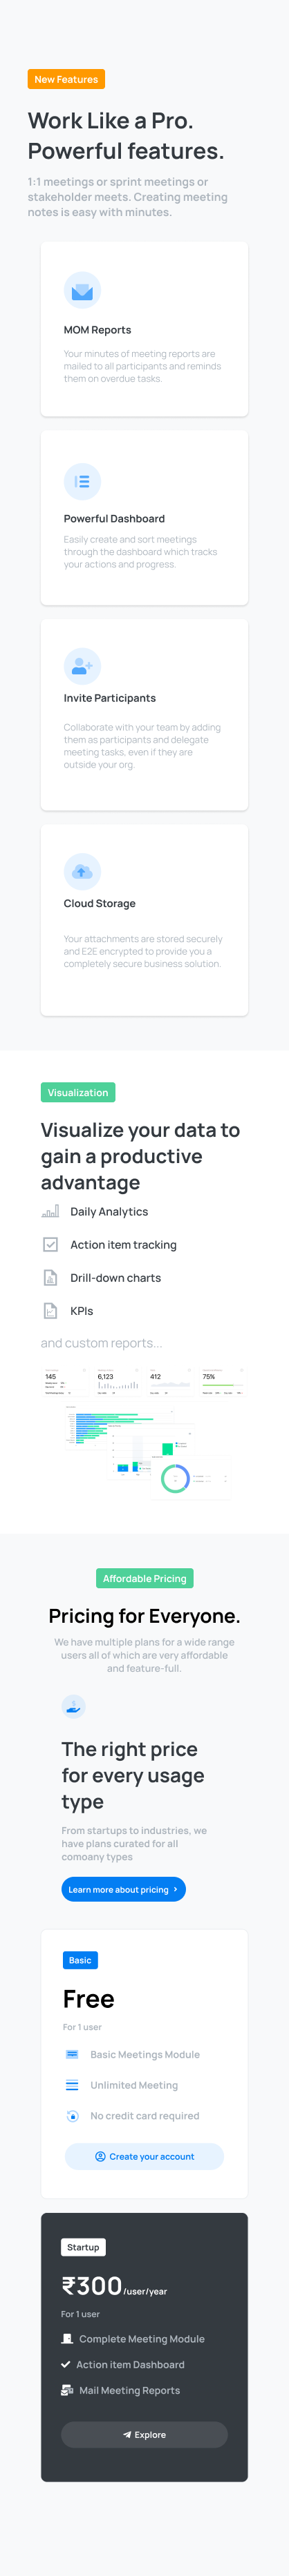 New Features
Work Like a Pro.
Powerful features.
1:1 meetings or sprint meetings or
stakeholder meets. Creating meeting
notes is easy with minutes.
MOM Reports
Your minutes of meeting reports are
mailed to all participants and reminds
them on overdue tasks.
Powerful Dashboard
Easily create and sort meetings
through the dashboard which tracks
your actions and progress.
Invite Participants
Collaborate with your team by adding
them as participants and delegate
meeting tasks, even if they are
outside your org.
Cloud Storage
Your attachments are stored securely
and E2E encrypted to provide you a
completely secure business solution.
Visualization
Visualize your data to
gain a productive
advantage
Daily Analytics
Action item tracking
Drill-down charts
KPIs
and custom reports...
145
6,123
412
75%
Affordable Pricing
Pricing for Everyone.
We have multiple plans for a wide range
users all of which are very affordable
and feature-full.
$
The right price
for every usage
type
From startups to industries, we
have plans curated for all
comoany types
Learn more about pricing >
Basic
Free
For 1 user
Basic Meetings Module
Unlimited Meeting
No credit card required
Create your account
Startup
₹300/user/year
For 1 user
Complete Meeting Module
Action item Dashboard
Mail Meeting Reports
Explore